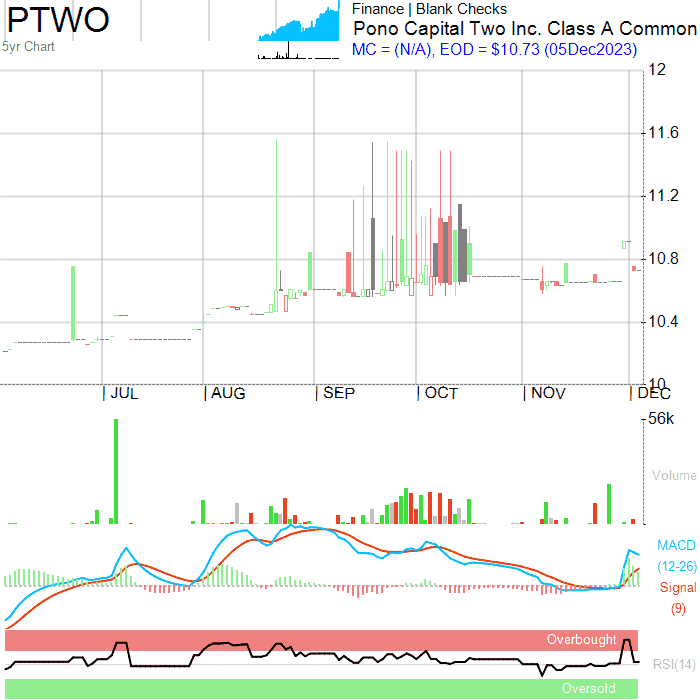 PTWO
5yr Chart
Finance | Blank Checks
Pono Capital Two Inc. Class A Common
MC = (N/A), EOD = $10.73 (05Dec2023)
12
11.6
11.2
10.8
10.4
10
JUL
AUG
SEP
OCT
NOV
DEC
56k
Volume
MACD
(12-26)
Signal
(9)
Overbought
RSI(14)
Oversold